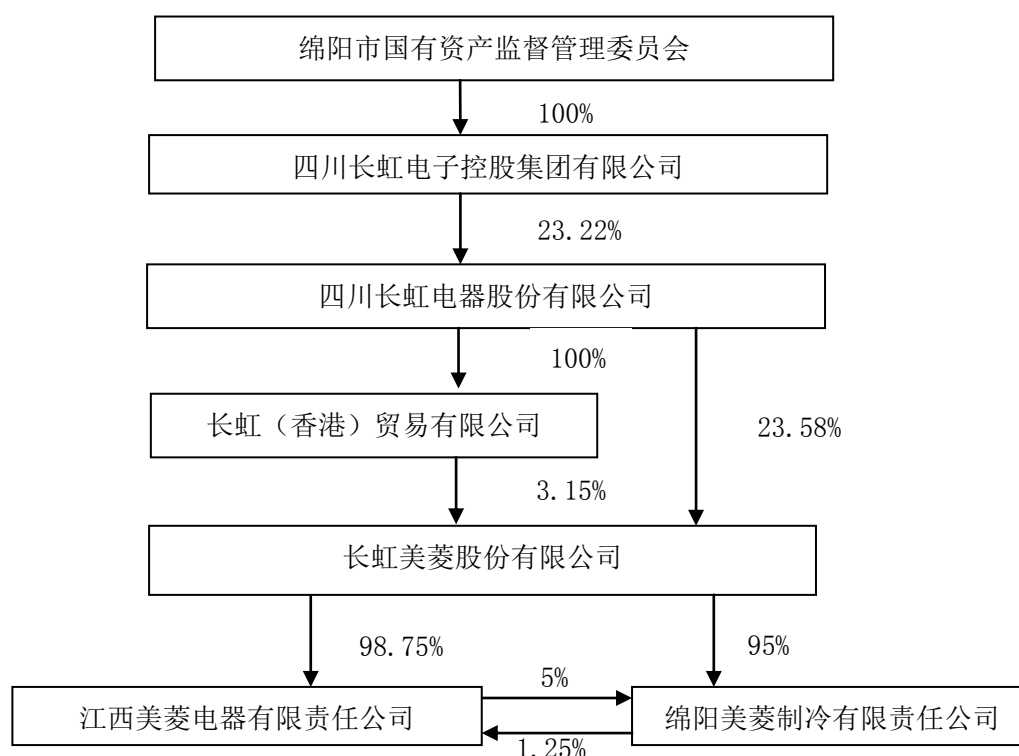 绵阳市国有资产监督管理委员会
100%
四川长虹电子控股集团有限公司
23.22%
四川长虹电器股份有限公司
100%
长虹（香港）贸易有限公司
23.58%
3.15%
长虹美菱股份有限公司
98.75%
95%
5%
江西美菱电器有限责任公司
绵阳美菱制冷有限责任公司
1.25%